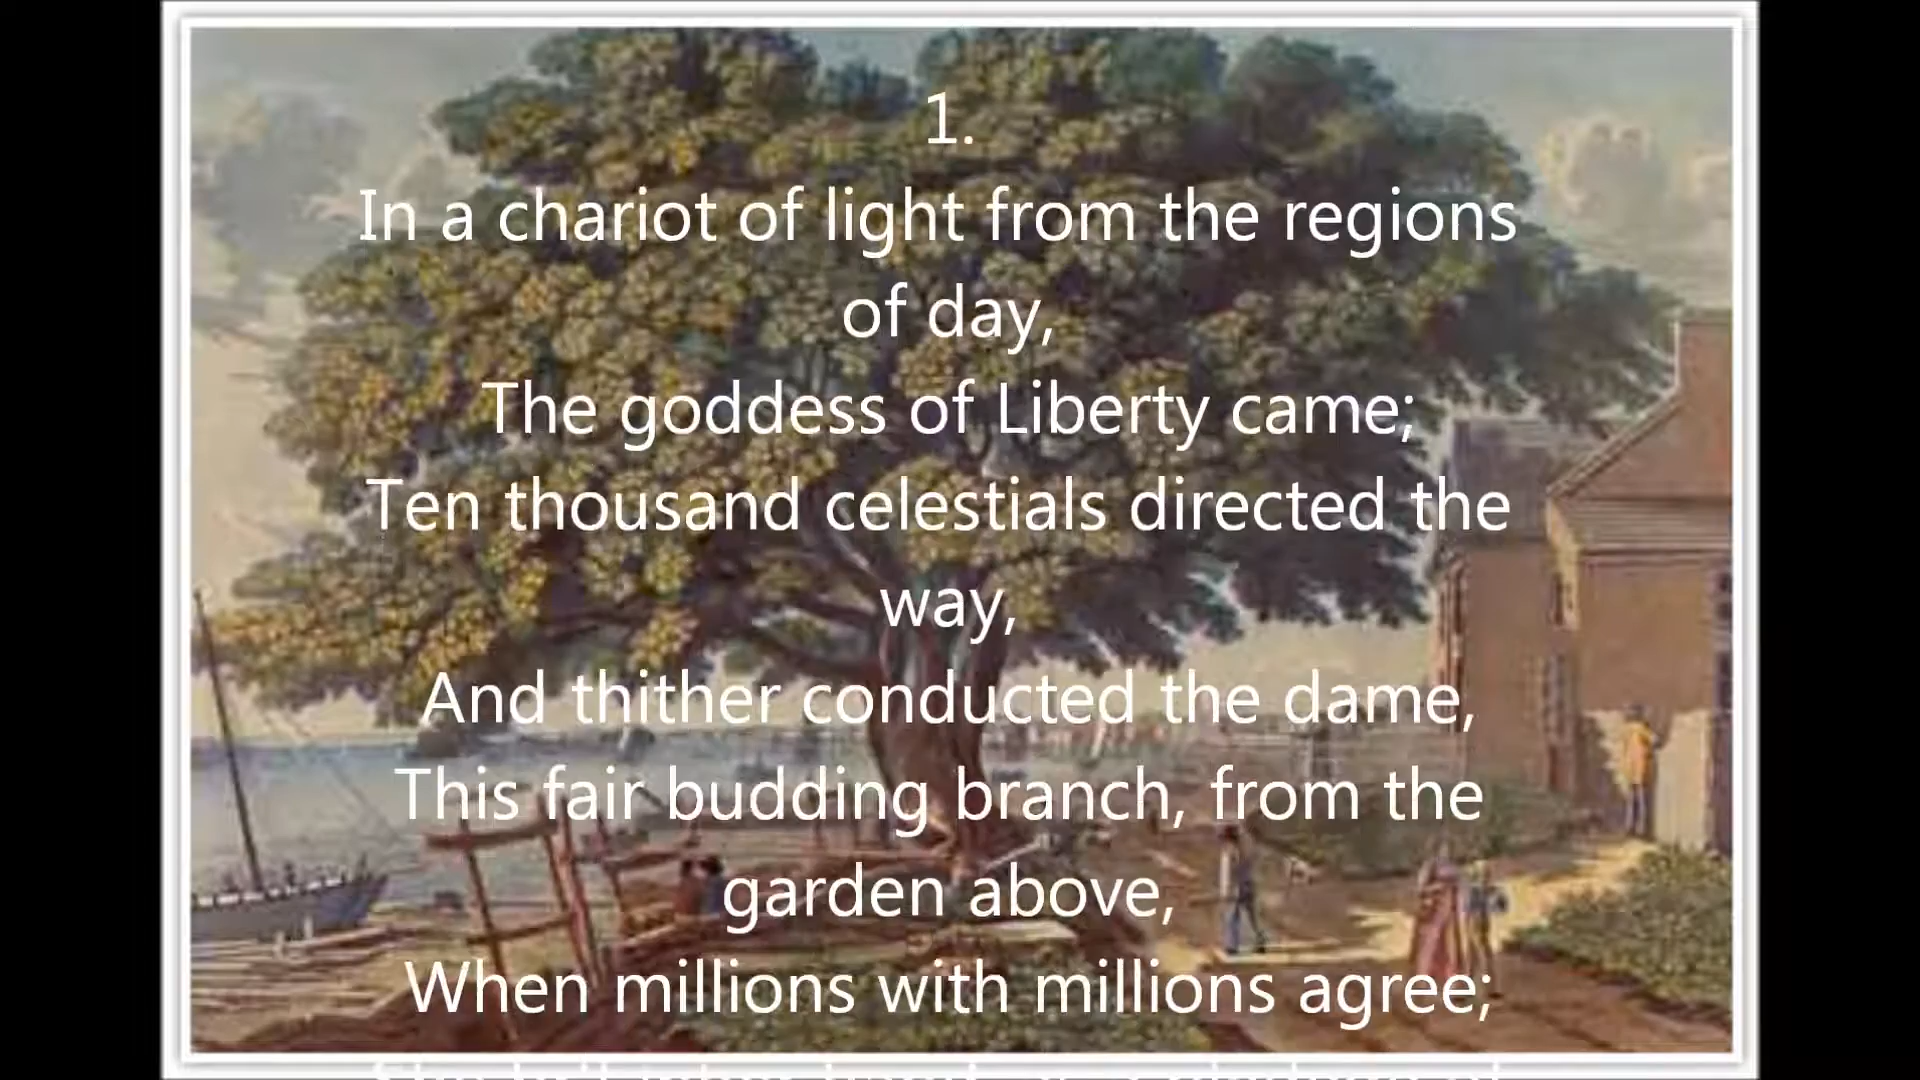 1.
In a chariot of light from the regions
of day,
The goddess of Liberty came;
Ten thousand celestials directed the
way,
And thither conducted the dame,
This fair budding branch, from the
garden above,
When millions with millions agree;